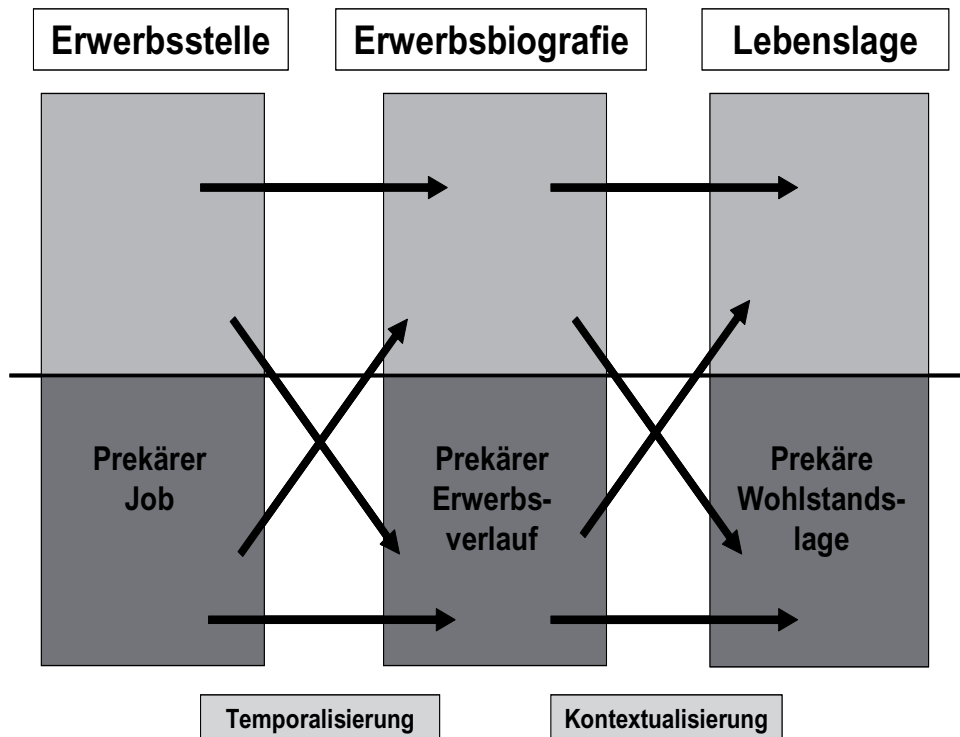 Erwerbsstelle
Erwerbsbiografie
Lebenslage
Prekärer
Job
Prekärer
Erwerbs-
verlauf
Prekäre
Wohlstands-
lage
Temporalisierung
Kontextualisierung